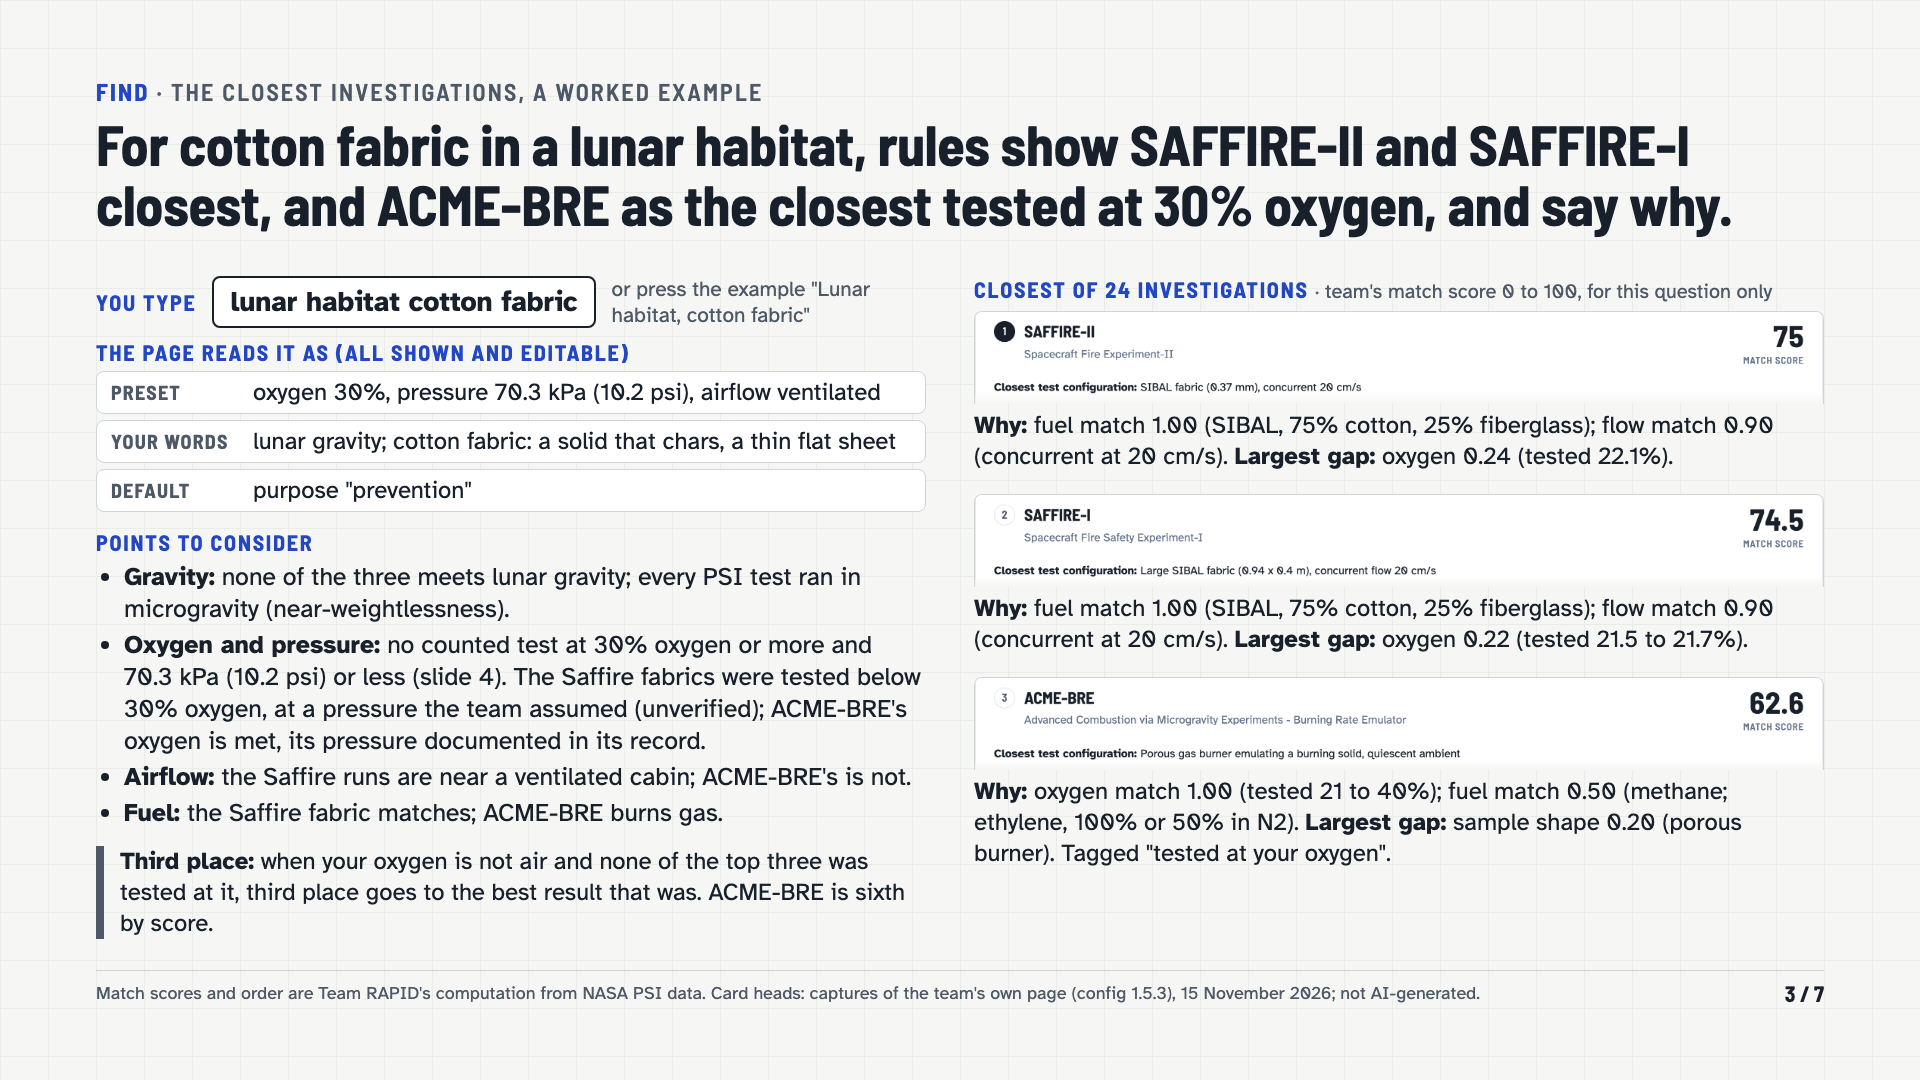 FIND · THE CLOSEST INVESTIGATIONS, A WORKED EXAMPLE
For cotton fabric in a lunar habitat, rules show SAFFIRE-II and SAFFIRE-I
closest, and ACME-BRE as the closest tested at 30% oxygen, and say why.
YOU TYPE
lunar habitat cotton fabric
or press the example "Lunar
habitat, cotton fabric"
THE PAGE READS IT AS (ALL SHOWN AND EDITABLE)
PRESET oxygen 30%, pressure 70.3 kPa (10.2 psi), airflow ventilated
YOUR WORDS lunar gravity; cotton fabric: a solid that chars, a thin flat sheet
DEFAULT purpose "prevention"
POINTS TO CONSIDER
• Gravity: none of the three meets lunar gravity; every PSI test ran in
microgravity (near-weightlessness).
• Oxygen and pressure: no counted test at 30% oxygen or more and
70.3 kPa (10.2 psi) or less (slide 4). The Saffire fabrics were tested below
30% oxygen, at a pressure the team assumed (unverified); ACME-BRE's
oxygen is met, its pressure documented in its record.
• Airflow: the Saffire runs are near a ventilated cabin; ACME-BRE's is not.
• Fuel: the Saffire fabric matches; ACME-BRE burns gas.
Third place: when your oxygen is not air and none of the top three was
tested at it, third place goes to the best result that was. ACME-BRE is sixth
by score.
CLOSEST OF 24 INVESTIGATIONS · team's match score 0 to 100, for this question only
1 SAFFIRE-II 75
Spacecraft Fire Experiment-II MATCH SCORE
Closest test configuration: SIBAL fabric (0.37 mm), concurrent 20 cm/s
Why: fuel match 1.00 (SIBAL, 75% cotton, 25% fiberglass); flow match 0.90
(concurrent at 20 cm/s). Largest gap: oxygen 0.24 (tested 22.1%).
2 SAFFIRE-I 74.5
Spacecraft Fire Safety Experiment-I MATCH SCORE
Closest test configuration: Large SIBAL fabric (0.94 x 0.4 m), concurrent flow 20 cm/s
Why: fuel match 1.00 (SIBAL, 75% cotton, 25% fiberglass); flow match 0.90
(concurrent at 20 cm/s). Largest gap: oxygen 0.22 (tested 21.5 to 21.7%).
3 ACME-BRE 62.6
Advanced Combustion via Microgravity Experiments - Burning Rate Emulator MATCH SCORE
Closest test configuration: Porous gas burner emulating a burning solid, quiescent ambient
Why: oxygen match 1.00 (tested 21 to 40%); fuel match 0.50 (methane;
ethylene, 100% or 50% in N2). Largest gap: sample shape 0.20 (porous
burner). Tagged "tested at your oxygen".
Match scores and order are Team RAPID's computation from NASA PSI data. Card heads: captures of the team's own page (config 1.5.3), 15 November 2026; not AI-generated.
3 / 7